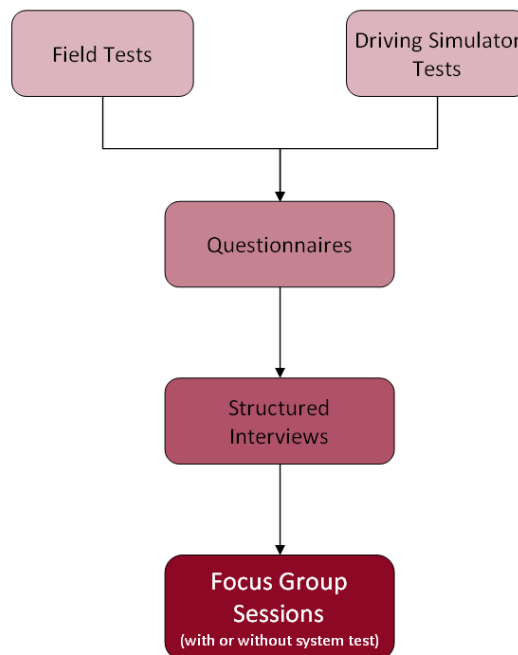 Field Tests
Driving Simulator
Tests
Questionnaires
Structured
Interviews
Focus Group
Sessions
(with or without system test)